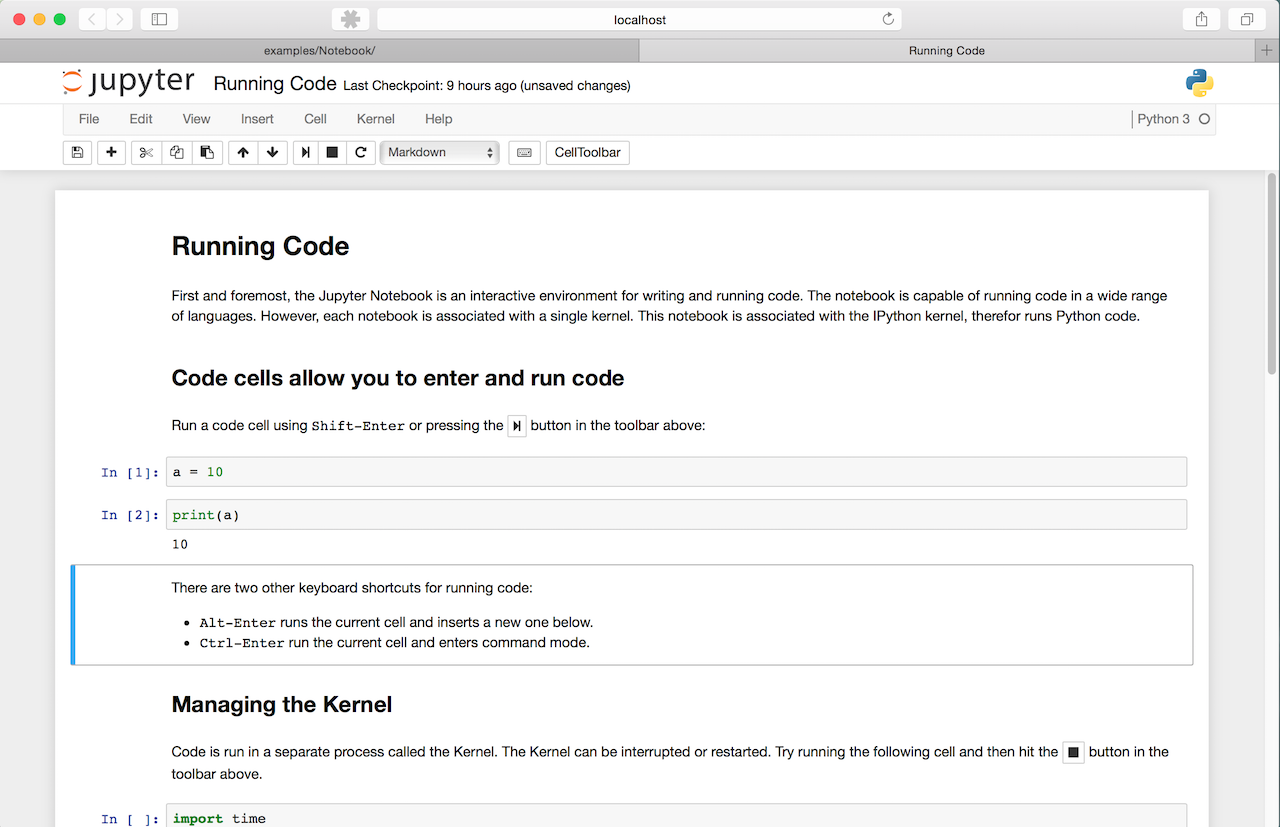 localhost
examples/Notebook/
Running Code
jupyter Running Code Last Checkpoint: 9 hours ago (unsaved changes)
File Edit View Insert Cell Kernel Help Python 3
Markdown CellToolbar
Running Code
First and foremost, the Jupyter Notebook is an interactive environment for writing and running code. The notebook is capable of running code in a wide range
of languages. However, each notebook is associated with a single kernel. This notebook is associated with the IPython kernel, therefor runs Python code.
Code cells allow you to enter and run code
Run a code cell using Shift-Enter or pressing the button in the toolbar above:
In [1]: a = 10
In [2]: print(a)
10
There are two other keyboard shortcuts for running code:
• Alt-Enter runs the current cell and inserts a new one below.
• Ctrl-Enter run the current cell and enters command mode.
Managing the Kernel
Code is run in a separate process called the Kernel. The Kernel can be interrupted or restarted. Try running the following cell and then hit the button in the
toolbar above.
In [ ]: import time